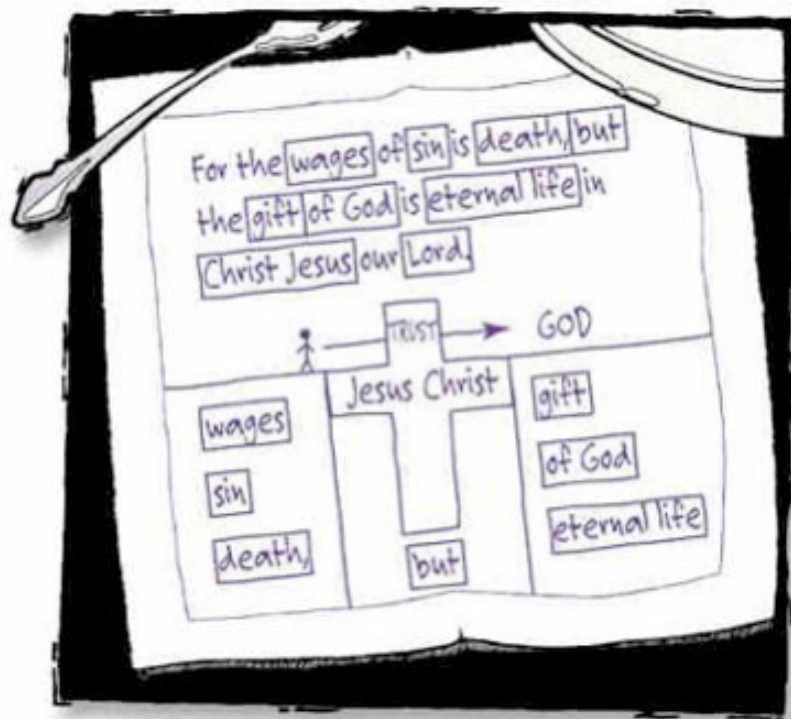 For the wages of sin is death, but
the gift of God is eternal life in
Christ Jesus our Lord.
TRUST
GOD
Jesus Christ
wages
sin
death,
but
gift
of God
eternal life